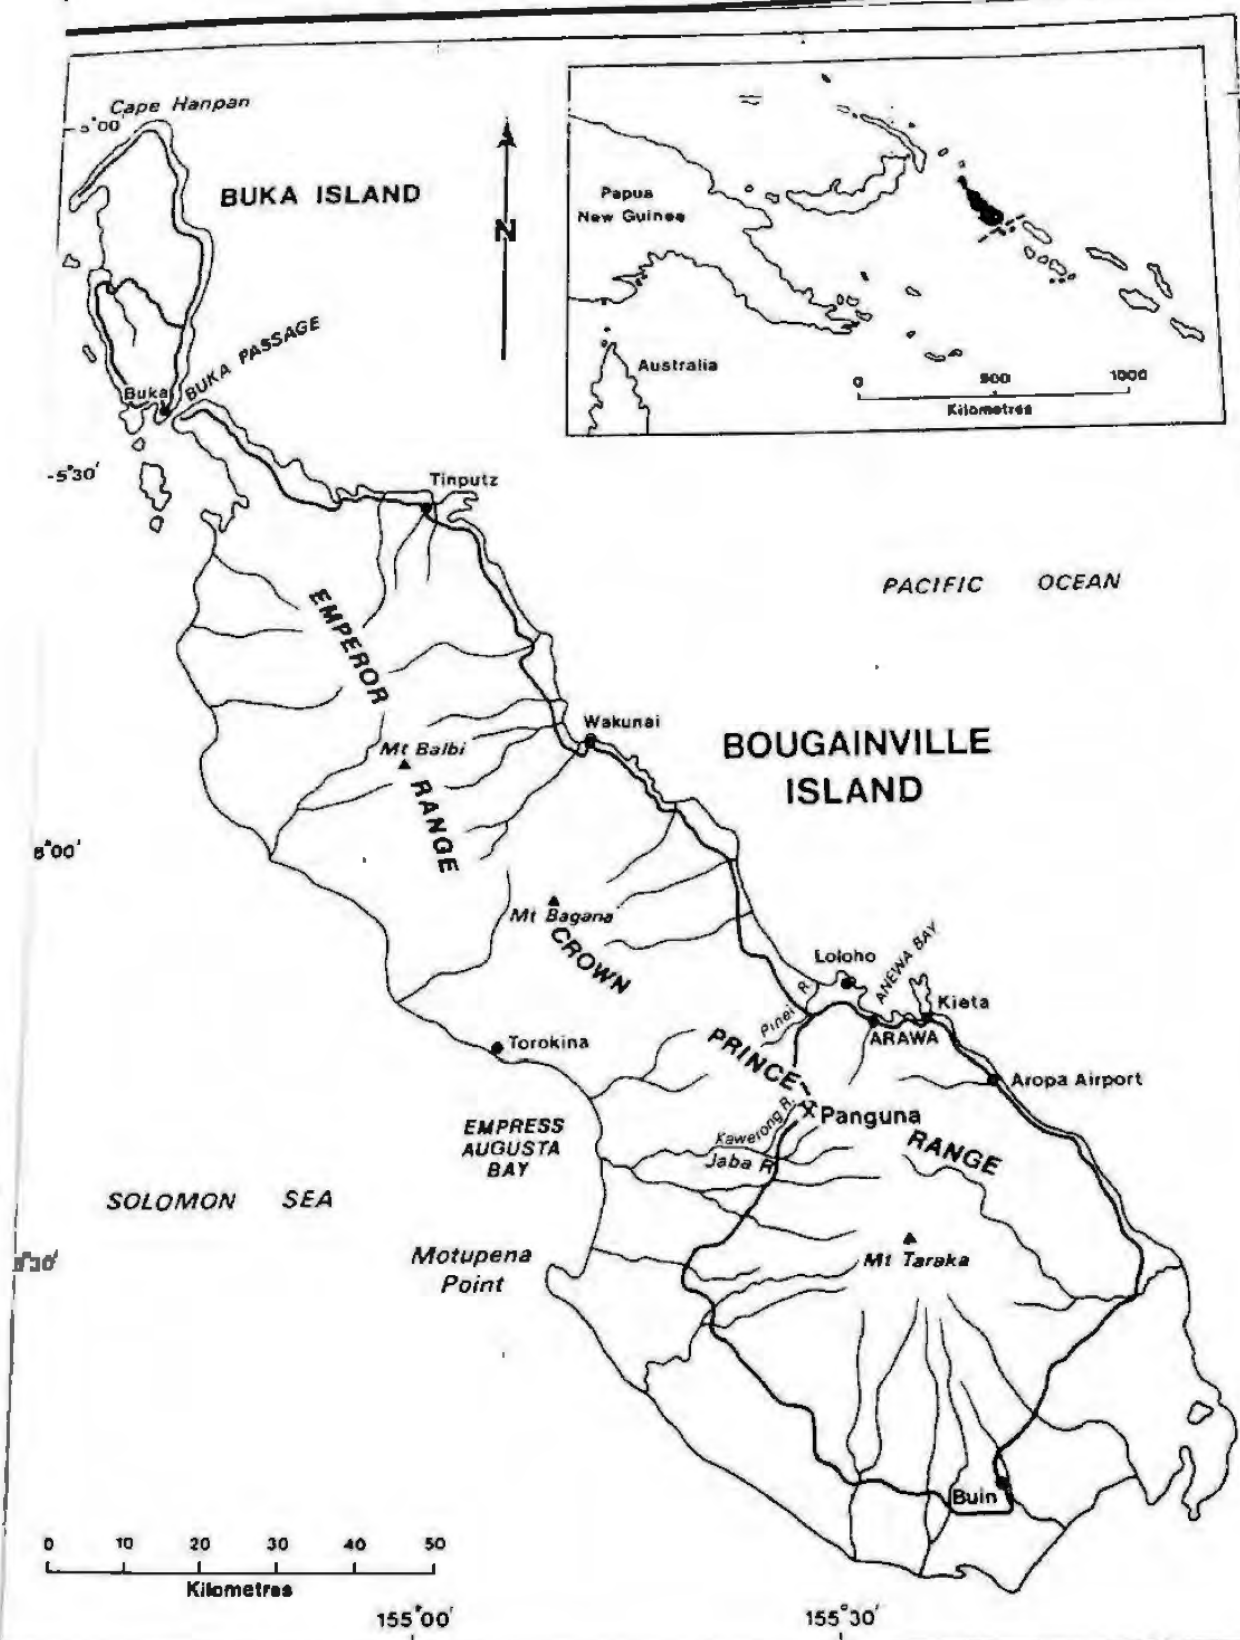 Cape Hanpan
5°00'
BUKA ISLAND
N
Papua
New Guinea
Australia
0 500 1000
Kilometres
BUKA PASSAGE
Buka
-5°30'
Tinputz
PACIFIC OCEAN
EMPEROR
RANGE
Wakunai
Mt Balbi
BOUGAINVILLE
ISLAND
6°00'
Mt Bagana
CROWN
Loloho
ANEWA BAY
Kieta
Pinei R.
ARAWA
Torokina
PRINCE
Aropa Airport
Panguna
EMPRESS
AUGUSTA
BAY
Kawerong R.
Jaba R
RANGE
SOLOMON SEA
Motupena
Point
Mt Taraka
Buin
0 10 20 30 40 50
Kilometres
155°00'
155°30'